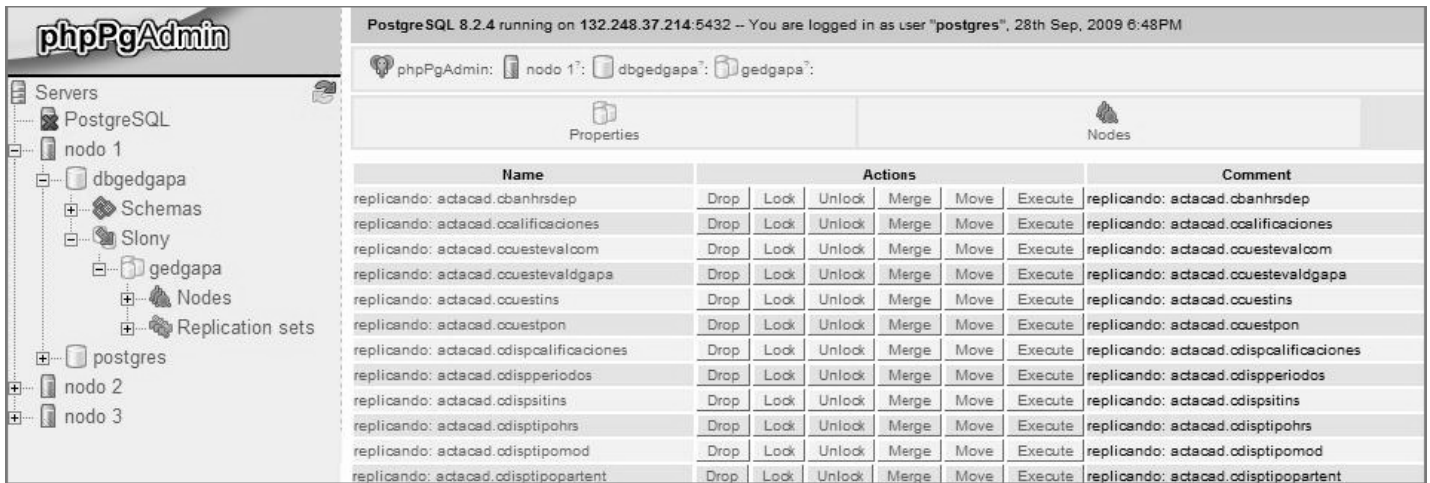 phpPgAdmin
Servers
PostgreSQL
nodo 1
dbgedgapa
Schemas
Slony
gedgapa
Nodes
Replication sets
postgres
nodo 2
nodo 3
PostgreSQL 8.2.4 running on 132.248.37.214:5432 -- You are logged in as user "postgres", 28th Sep, 2009 6:48PM
phpPgAdmin: nodo 1?: dbgedgapa?: gedgapa?:
Properties Nodes
Name Actions Comment
replicando: actacad.cbanhrsdep Drop Lock Unlock Merge Move Execute replicando: actacad.cbanhrsdep
replicando: actacad.ccalificaciones Drop Lock Unlock Merge Move Execute replicando: actacad.ccalificaciones
replicando: actacad.ccuestevalcom Drop Lock Unlock Merge Move Execute replicando: actacad.ccuestevalcom
replicando: actacad.ccuestevaldgapa Drop Lock Unlock Merge Move Execute replicando: actacad.ccuestevaldgapa
replicando: actacad.ccuestins Drop Lock Unlock Merge Move Execute replicando: actacad.ccuestins
replicando: actacad.ccuestpon Drop Lock Unlock Merge Move Execute replicando: actacad.ccuestpon
replicando: actacad.cdispcalificaciones Drop Lock Unlock Merge Move Execute replicando: actacad.cdispcalificaciones
replicando: actacad.cdispperiodos Drop Lock Unlock Merge Move Execute replicando: actacad.cdispperiodos
replicando: actacad.cdispsitins Drop Lock Unlock Merge Move Execute replicando: actacad.cdispsitins
replicando: actacad.cdisptipohrs Drop Lock Unlock Merge Move Execute replicando: actacad.cdisptipohrs
replicando: actacad.cdisptipomod Drop Lock Unlock Merge Move Execute replicando: actacad.cdisptipomod
replicando: actacad.cdisptipopartent Drop Lock Unlock Merge Move Execute replicando: actacad.cdisptipopartent